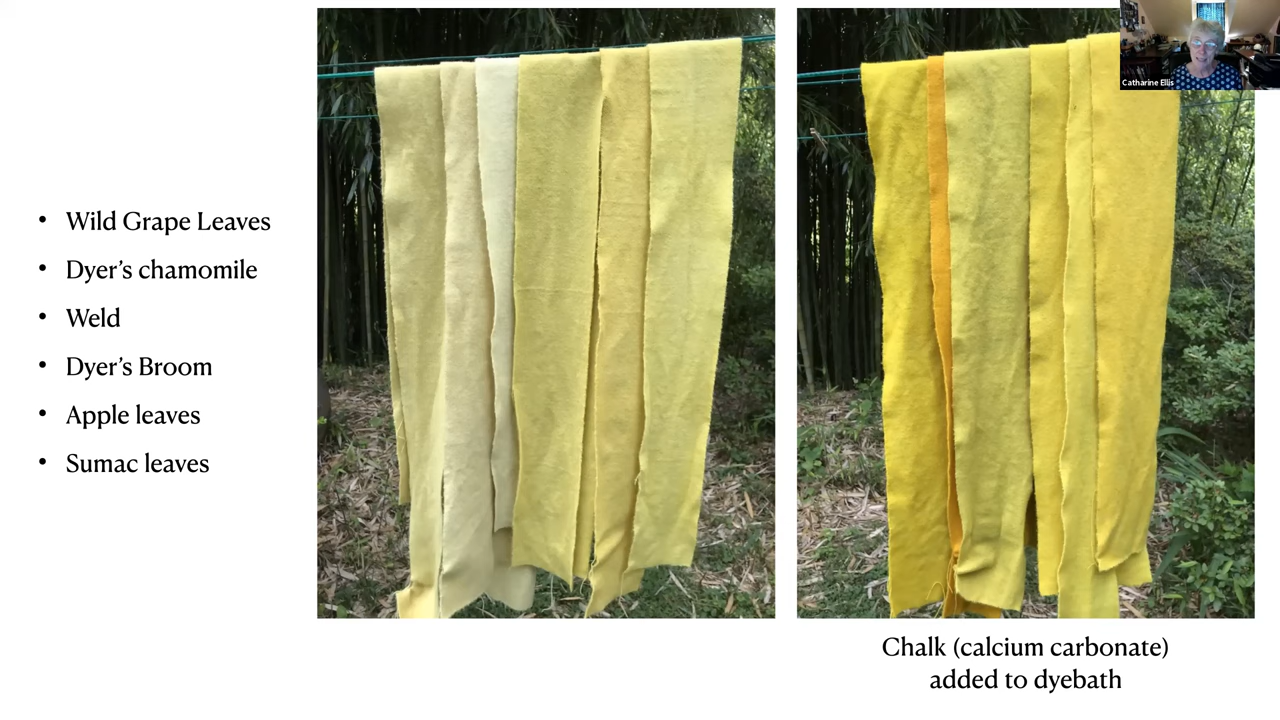 Catharine Ellis
• Wild Grape Leaves
• Dyer’s chamomile
• Weld
• Dyer’s Broom
• Apple leaves
• Sumac leaves
Chalk (calcium carbonate)
added to dyebath